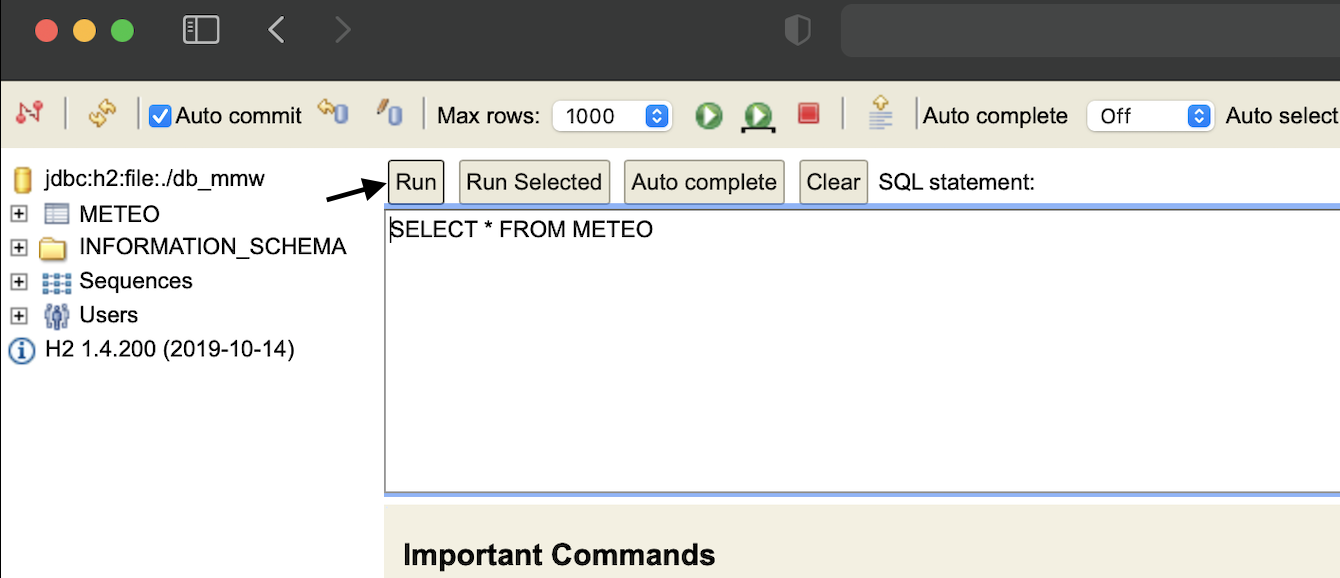 Auto commit Max rows: 1000 Auto complete Off Auto select
jdbc:h2:file:./db_mmw
METEO
INFORMATION_SCHEMA
Sequences
Users
H2 1.4.200 (2019-10-14)
Run Run Selected Auto complete Clear SQL statement:
SELECT * FROM METEO
Important Commands